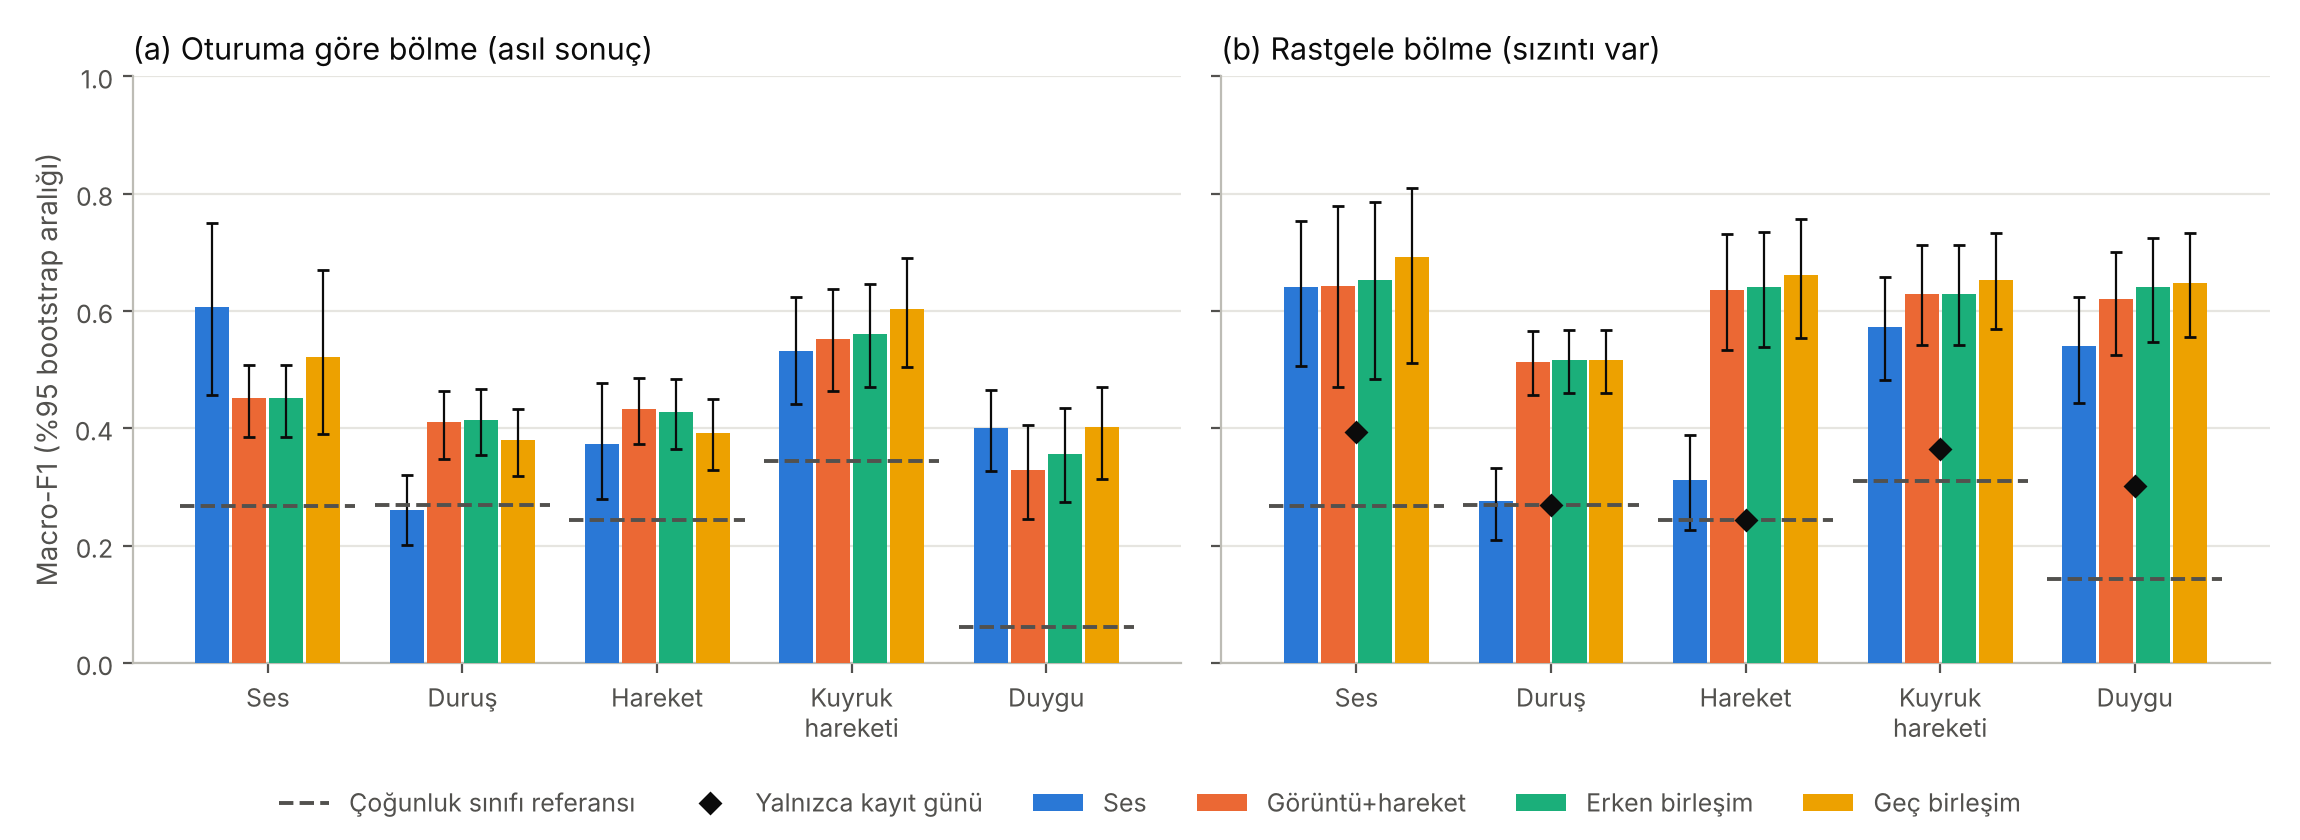 (a) Oturuma göre bölme (asıl sonuç)
(b) Rastgele bölme (sızıntı var)
Macro-F1 (%95 bootstrap aralığı)
1.0
0.8
0.6
0.4
0.2
0.0
Ses
Duruş
Hareket
Kuyruk
hareketi
Duygu
Ses
Duruş
Hareket
Kuyruk
hareketi
Duygu
Çoğunluk sınıfı referansı
Yalnızca kayıt günü
Ses
Görüntü+hareket
Erken birleşim
Geç birleşim